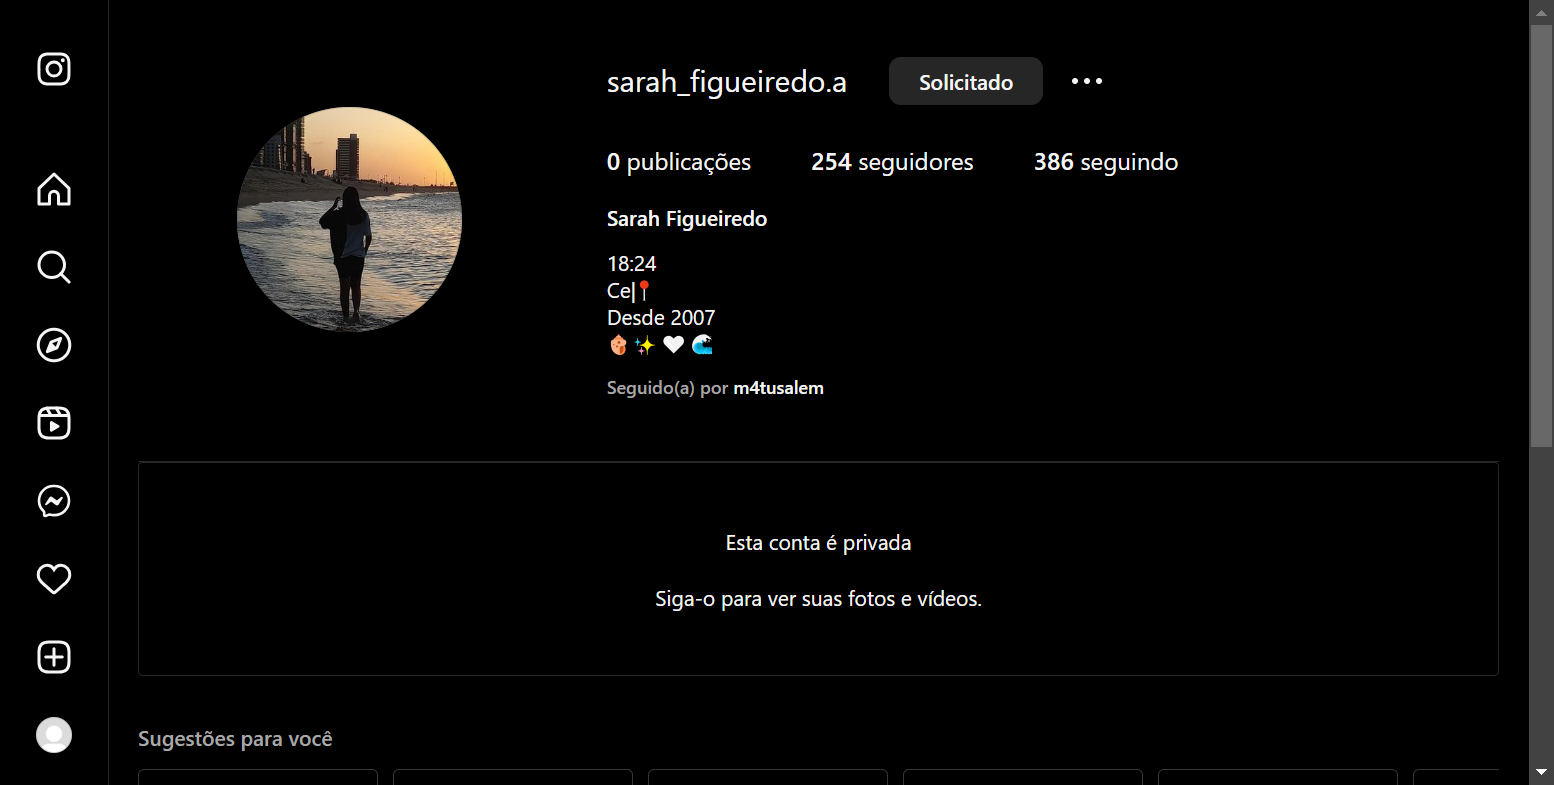 sarah_figueiredo.a Solicitado
0 publicações 254 seguidores 386 seguindo
Sarah Figueiredo
18:24
Ce|📍
Desde 2007
🍪✨🤍🌊
Seguido(a) por m4tusalem
Esta conta é privada
Siga-o para ver suas fotos e vídeos.
Sugestões para você